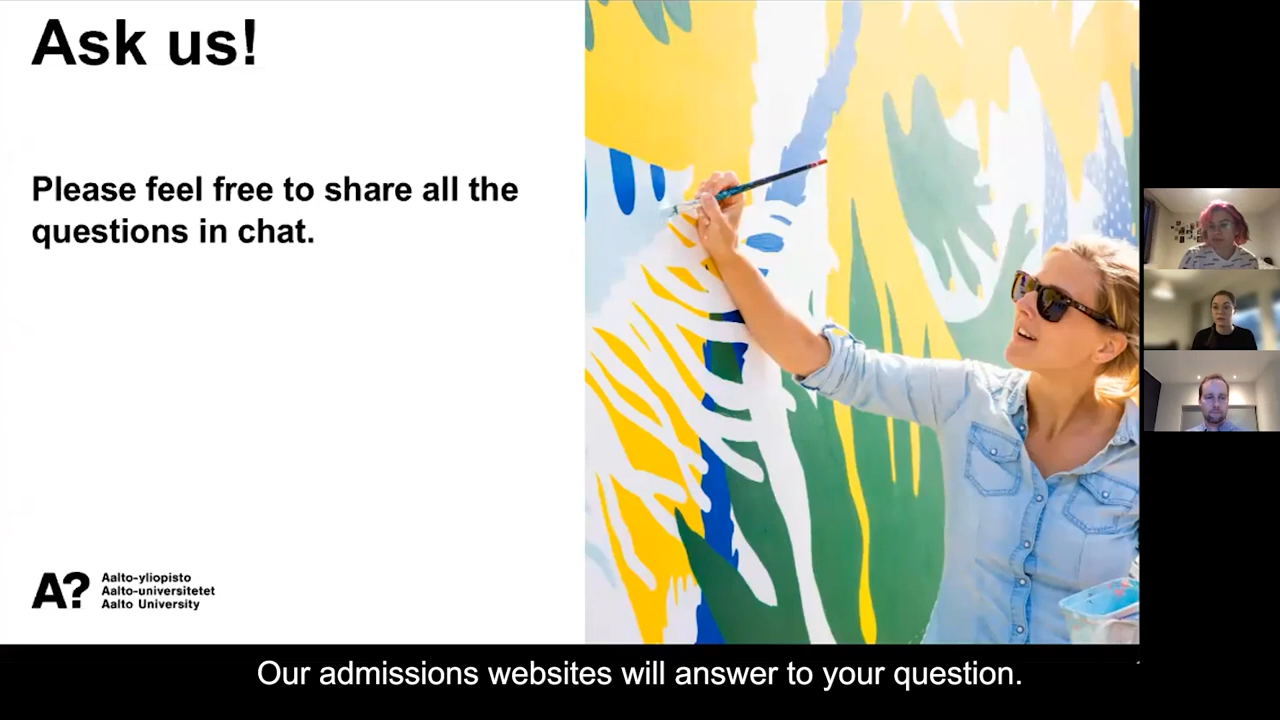 Ask us!
Please feel free to share all the
questions in chat.
A?
Aalto-yliopisto
Aalto-universitetet
Aalto University
Our admissions websites will answer to your question.